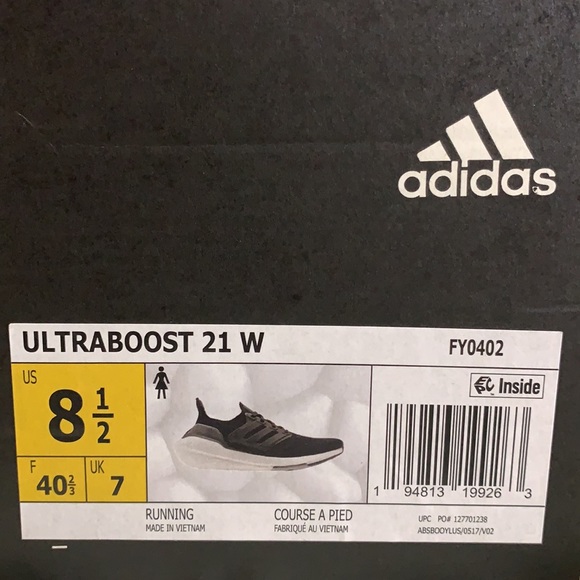 adidas
ULTRABOOST 21 W
FY0402
US
8 1/2
F
40 2/3
UK
7
Inside
1 94813 19926 3
RUNNING
MADE IN VIETNAM
COURSE A PIED
FABRIQUÉ AU VIETNAM
UPC PO# 127701238
ABSBOOYLUS/0517/V02